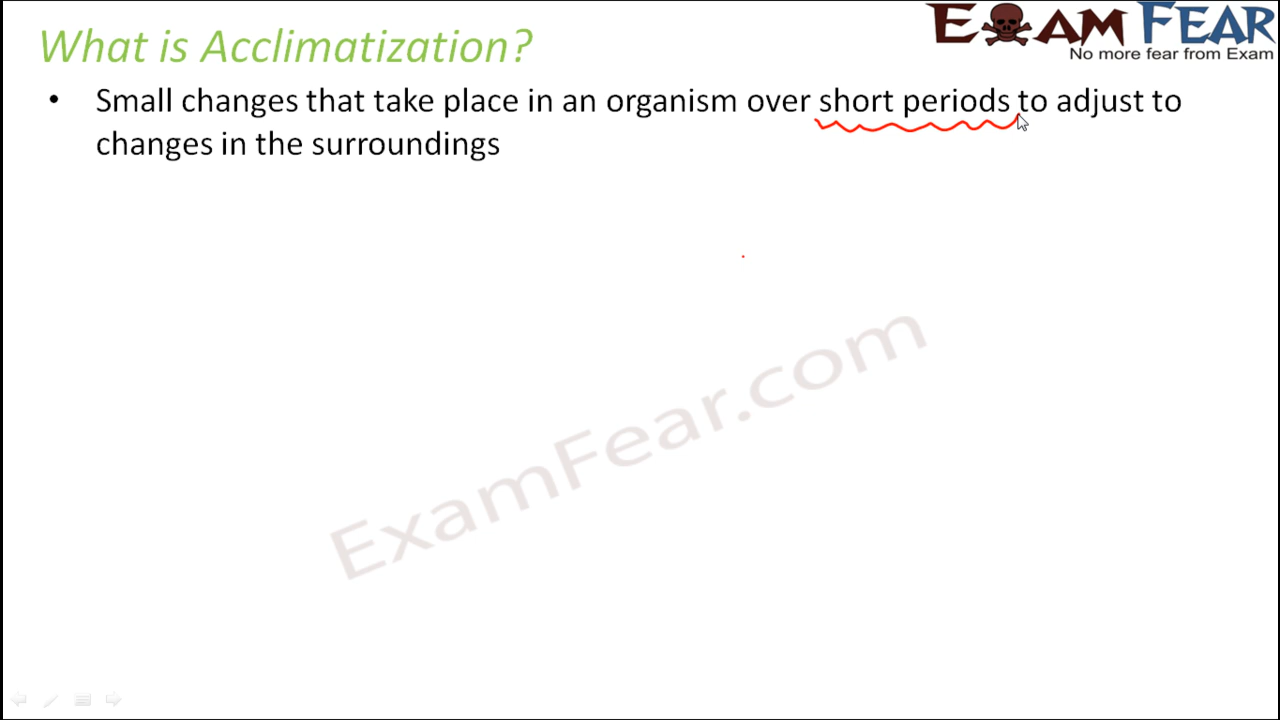 What is Acclimatization?
EXAM FEAR
No more fear from Exam
• Small changes that take place in an organism over short periods to adjust to
changes in the surroundings
ExamFear.com